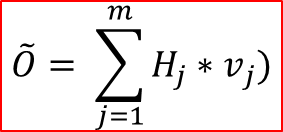 Õ = ∑_{j=1}^{m} H_j * v_j)